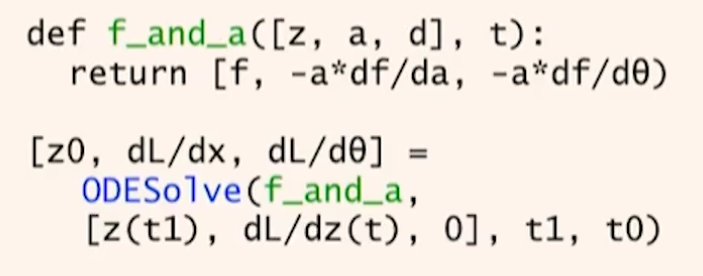 def f_and_a([z, a, d], t):
return [f, -a*df/da, -a*df/dθ)
[z0, dL/dx, dL/dθ] =
ODESolve(f_and_a,
[z(t1), dL/dz(t), 0], t1, t0)